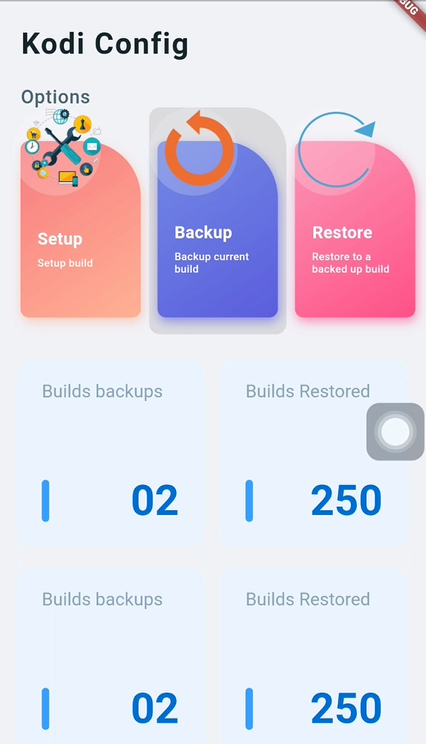 Kodi Config
Options
Setup
Setup build
Backup
Backup current
build
Restore
Restore to a
backed up build
Builds backups
02
Builds Restored
250
Builds backups
02
Builds Restored
250